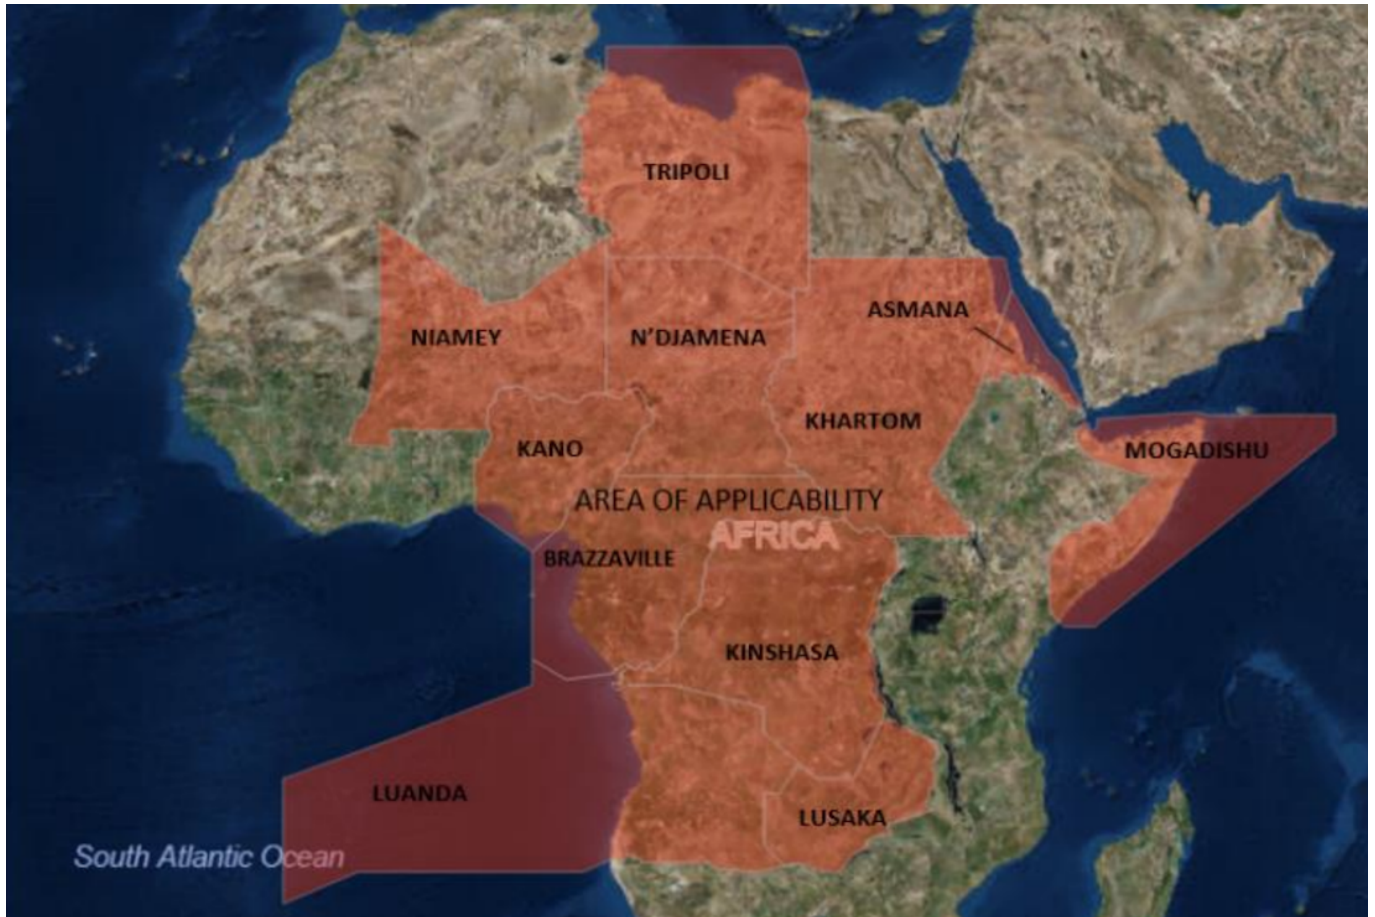 TRIPOLI
ASMANA
NIAMEY
N'DJAMENA
KHARTOM
KANO
MOGADISHU
AREA OF APPLICABILITY
AFRICA
BRAZZAVILLE
KINSHASA
LUANDA
LUSAKA
South Atlantic Ocean